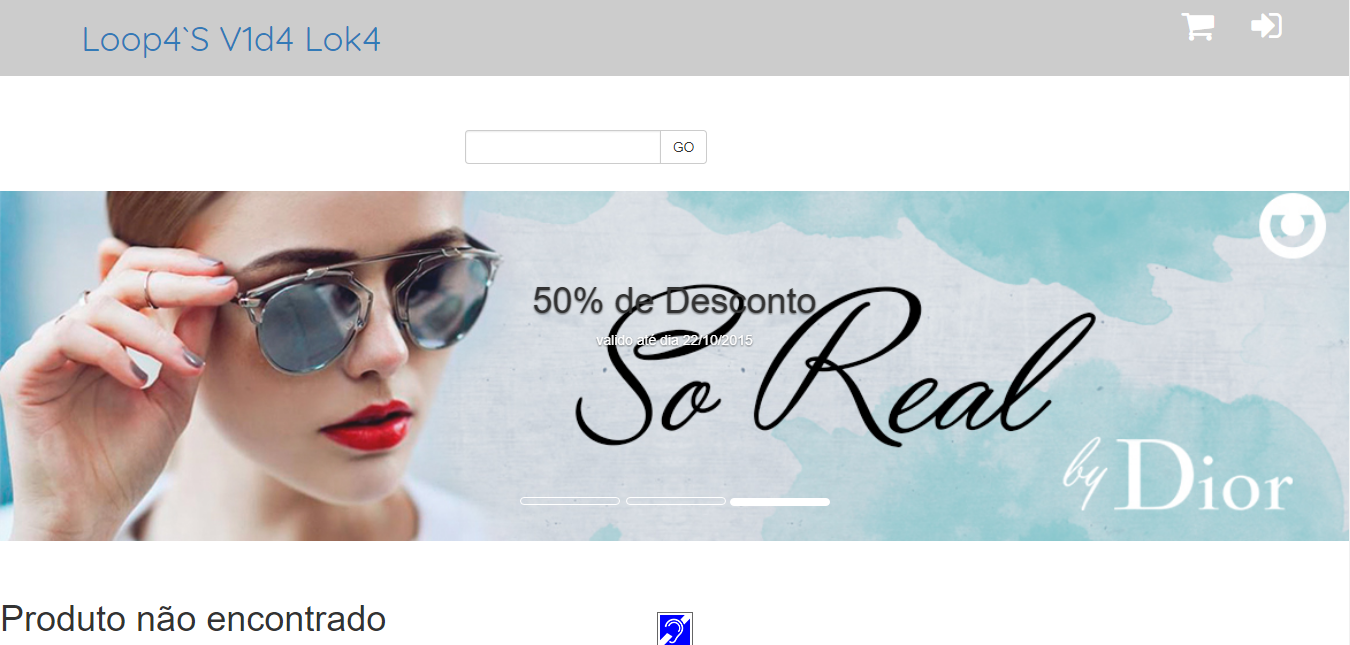 Loop4`S V1d4 Lok4
GO
50% de Desconto
valido até dia 22/10/2015
So Real
by Dior
Produto não encontrado